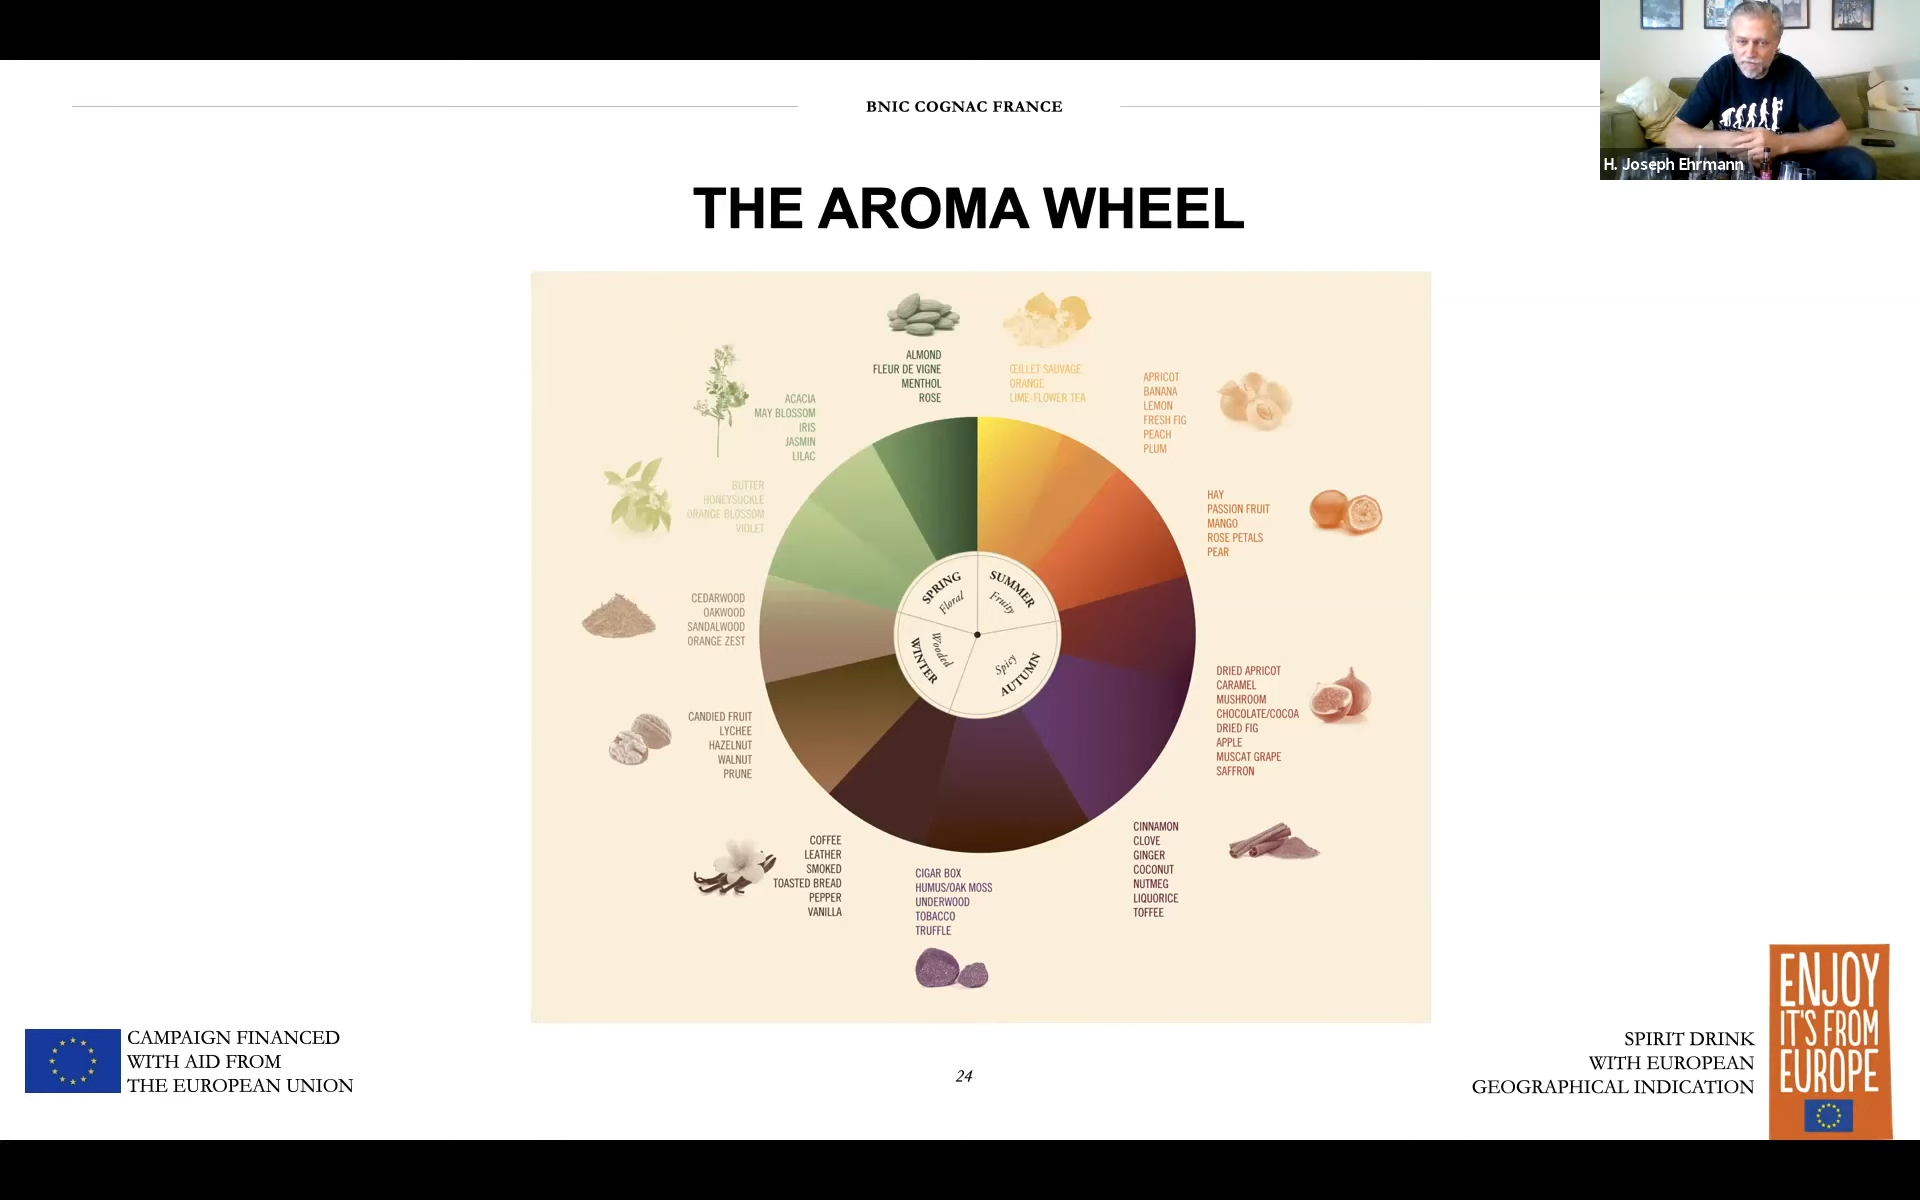 BNIC COGNAC FRANCE
H. Joseph Ehrmann
THE AROMA WHEEL
ALMOND
FLEUR DE VIGNE
MENTHOL
ROSE
ŒILLET SAUVAGE
ORANGE
LIME-FLOWER TEA
APRICOT
BANANA
LEMON
FRESH FIG
PEACH
PLUM
ACACIA
MAY BLOSSOM
IRIS
JASMIN
LILAC
BUTTER
HONEYSUCKLE
ORANGE BLOSSOM
VIOLET
HAY
PASSION FRUIT
MANGO
ROSE PETALS
PEAR
SPRING
Floral
SUMMER
Fruity
WINTER
Wooded
AUTUMN
Spicy
CEDARWOOD
OAKWOOD
SANDALWOOD
ORANGE ZEST
DRIED APRICOT
CARAMEL
MUSHROOM
CHOCOLATE/COCOA
DRIED FIG
APPLE
MUSCAT GRAPE
SAFFRON
CANDIED FRUIT
LYCHEE
HAZELNUT
WALNUT
PRUNE
COFFEE
LEATHER
SMOKED
TOASTED BREAD
PEPPER
VANILLA
CIGAR BOX
HUMUS/OAK MOSS
UNDERWOOD
TOBACCO
TRUFFLE
CINNAMON
CLOVE
GINGER
COCONUT
NUTMEG
LIQUORICE
TOFFEE
CAMPAIGN FINANCED
WITH AID FROM
THE EUROPEAN UNION
24
SPIRIT DRINK
WITH EUROPEAN
GEOGRAPHICAL INDICATION
ENJOY
IT'S FROM
EUROPE